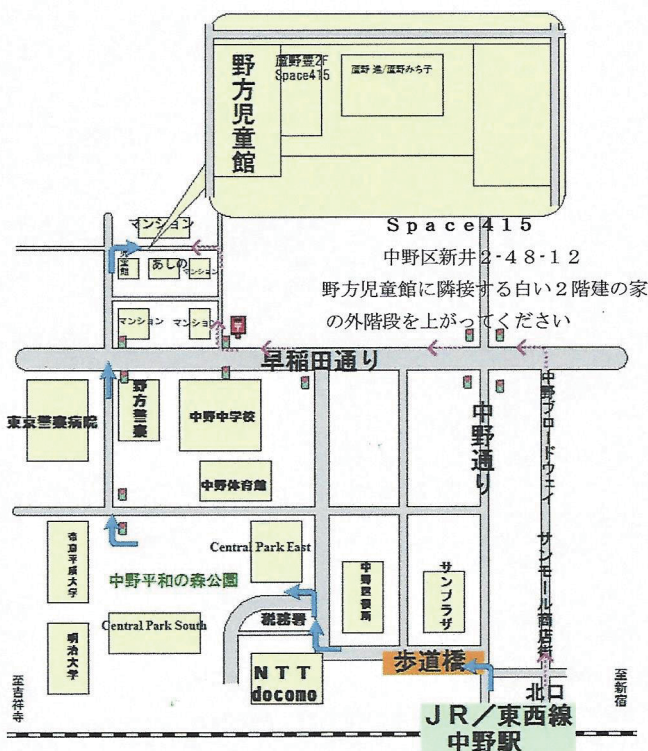 野方児童館
蘆野豊2F
Space415
蘆野 進/蘆野みち子
Space415
中野区新井2-48-12
野方児童館に隣接する白い2階建の家
の外階段を上がってください
マンション
児童館
あしの
マンション
マンション
マンション
〒
早稲田通り
東京警察病院
野方警察
中野中学校
中野体育館
中野通り
中野ブロードウェイ サンモール商店街
帝京平成大学
Central Park East
中野平和の森公園
中野区役所
サンプラザ
明治大学
Central Park South
税務署
NTT
docomo
歩道橋
北口
至吉祥寺
至新宿
JR/東西線
中野駅